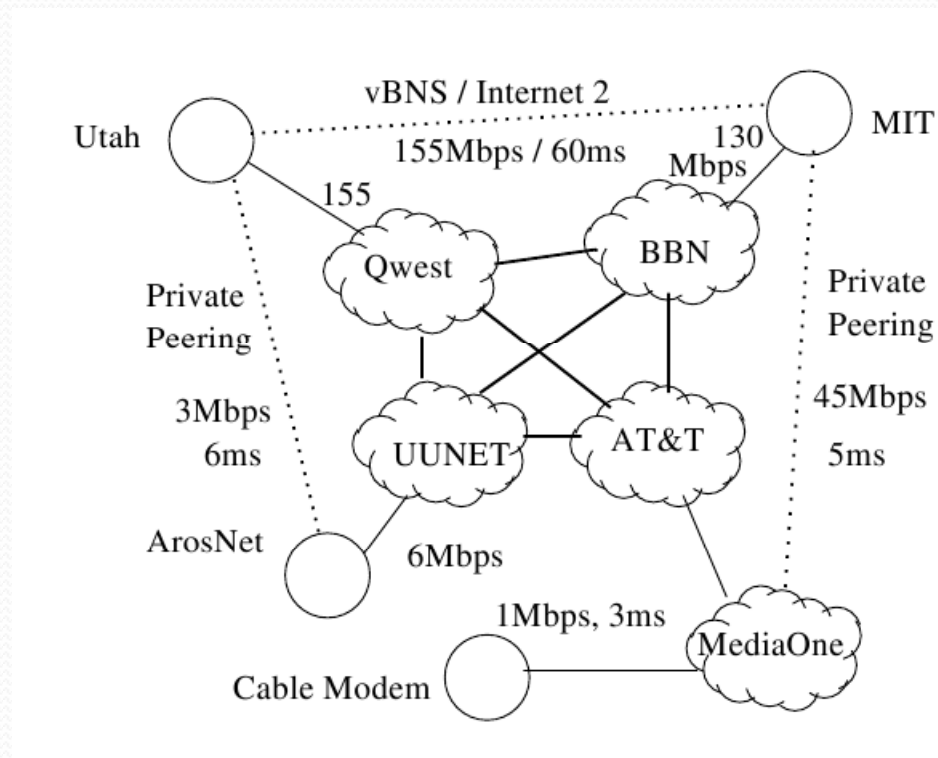 vBNS / Internet 2
Utah
MIT
155Mbps / 60ms
130
Mbps
155
Qwest
BBN
Private
Peering
Private
Peering
3Mbps
6ms
45Mbps
5ms
UUNET
AT&T
ArosNet
6Mbps
1Mbps, 3ms
MediaOne
Cable Modem